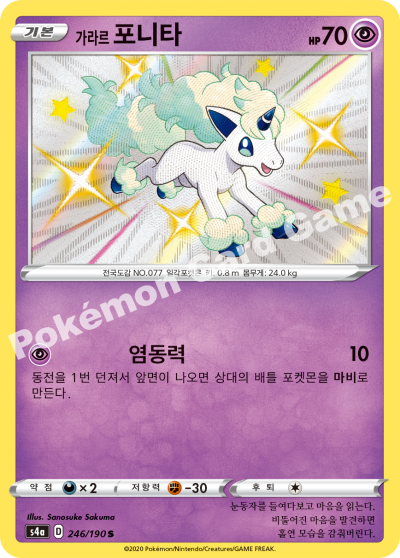 기본 가라르 포니타 HP 70
전국도감 NO.077 일각포켓몬 키: 0.8 m 몸무게: 24.0 kg
Pokémon Card Game
염동력 10
동전을 1번 던져서 앞면이 나오면 상대의 배틀 포켓몬을 마비로
만든다.
약점 ×2 저항력 -30 후퇴
Illus. Sanosuke Sakuma
s4a D 246/190 S
눈동자를 들여다보고 마음을 읽는다.
비뚤어진 마음을 발견하면
홀연 모습을 감춰버린다.
©2020 Pokémon/Nintendo/Creatures/GAME FREAK.